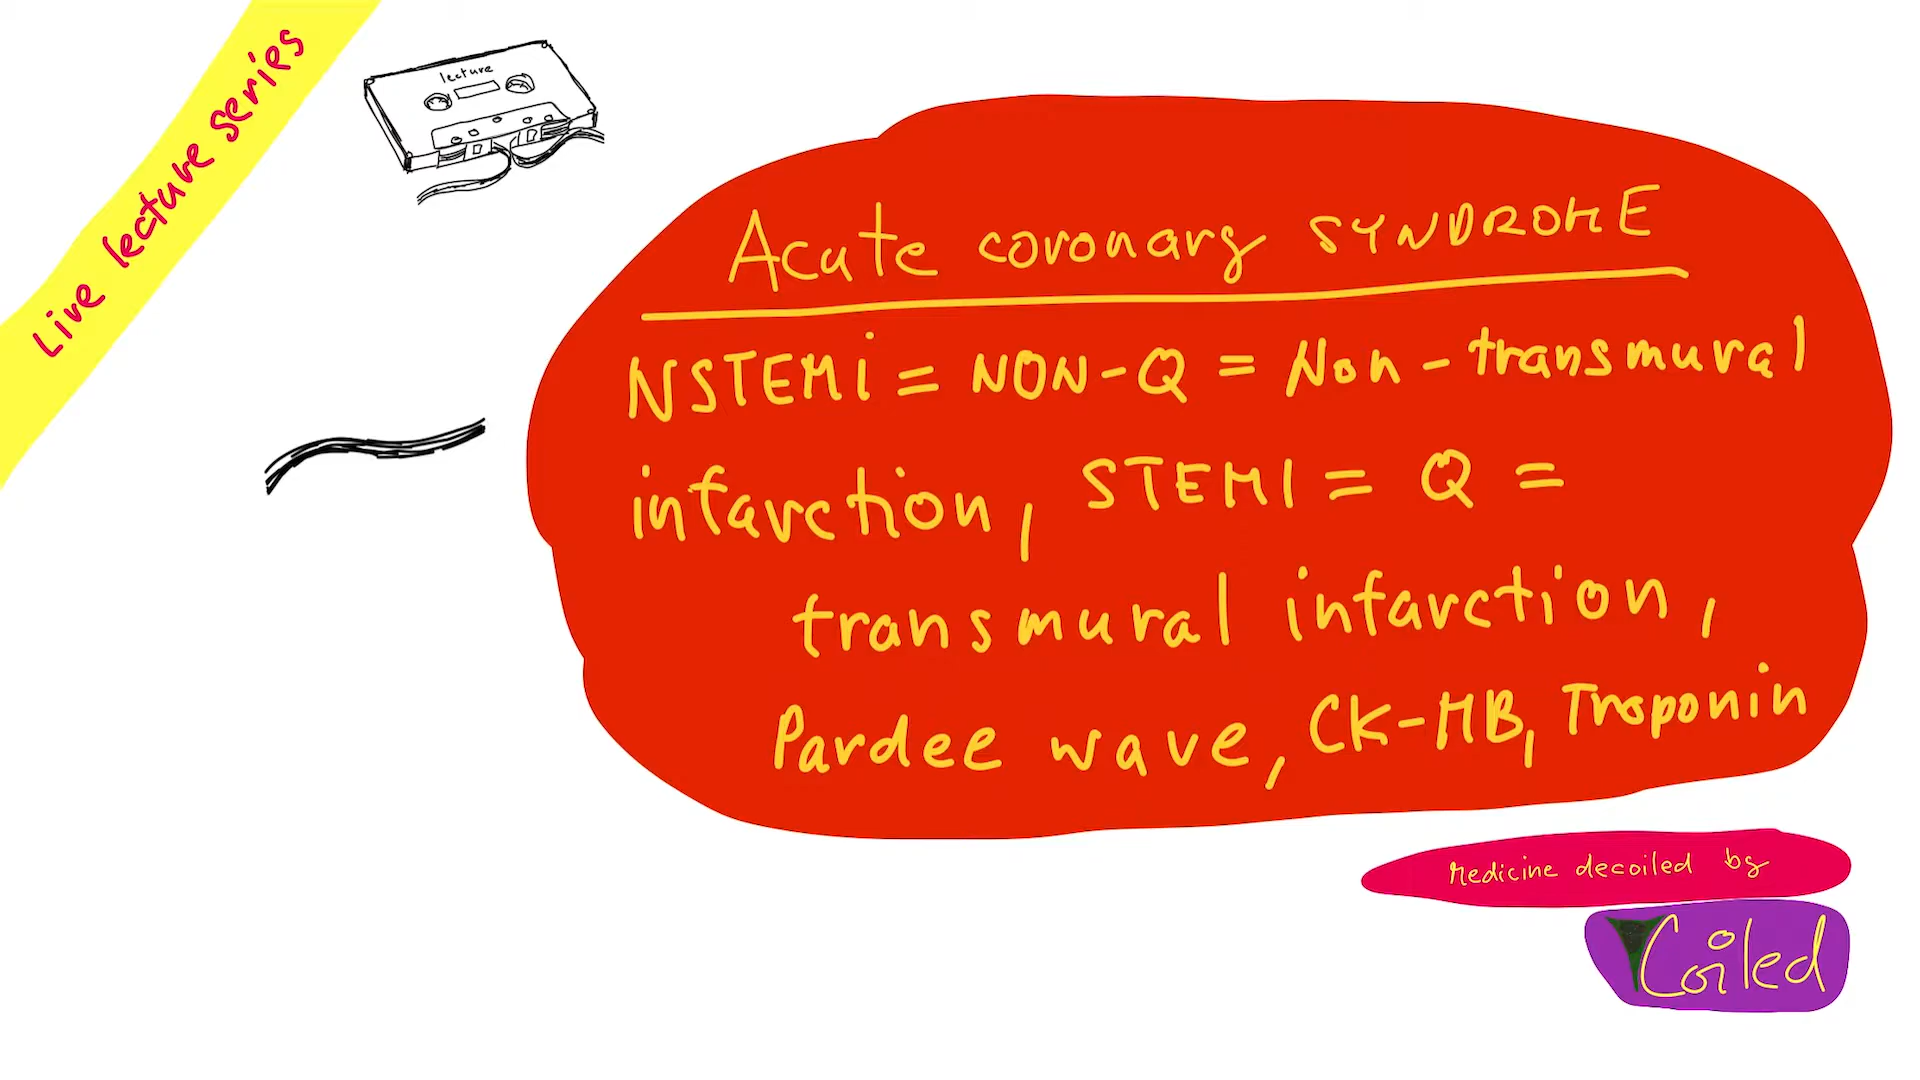 Live lecture series
lecture
Acute coronary SYNDROME
NSTEMi = NON-Q = Non-transmural
infarction, STEMI = Q =
transmural infarction,
Pardee wave, CK-MB, Troponin
Medicine decoiled by
Coiled